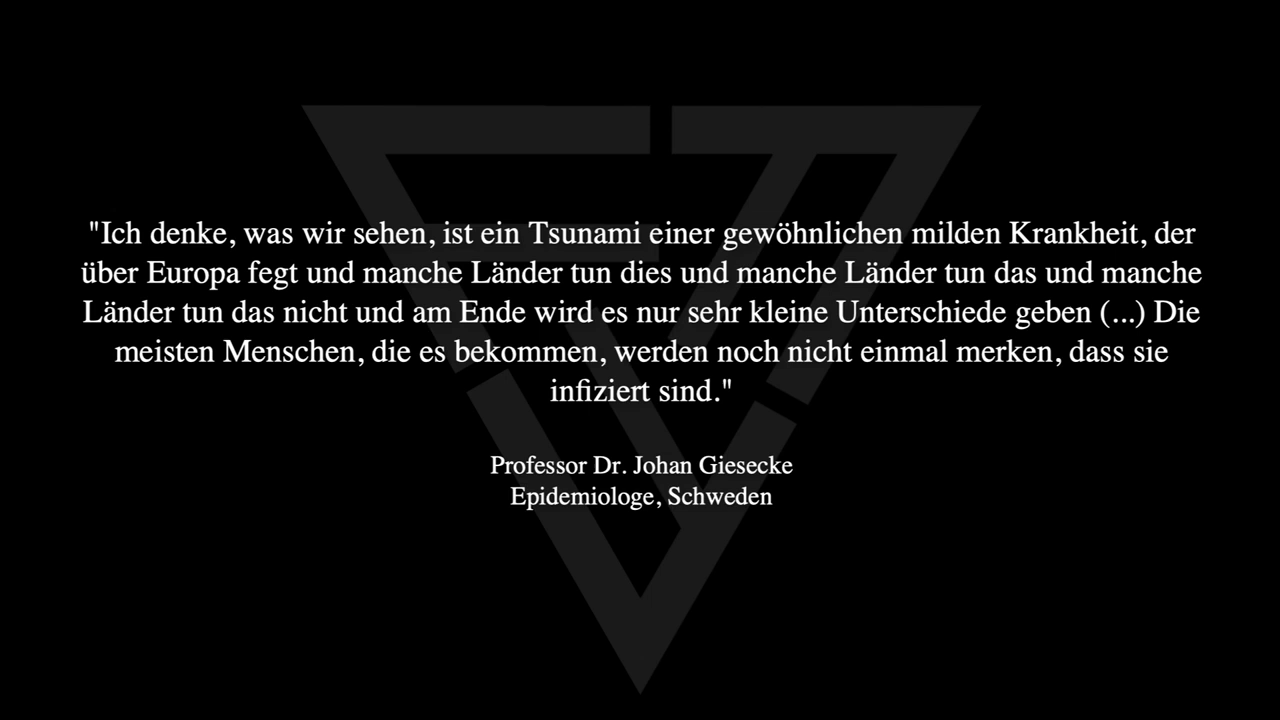 "Ich denke, was wir sehen, ist ein Tsunami einer gewöhnlichen milden Krankheit, der
über Europa fegt und manche Länder tun dies und manche Länder tun das und manche
Länder tun das nicht und am Ende wird es nur sehr kleine Unterschiede geben (...) Die
meisten Menschen, die es bekommen, werden noch nicht einmal merken, dass sie
infiziert sind."
Professor Dr. Johan Giesecke
Epidemiologe, Schweden